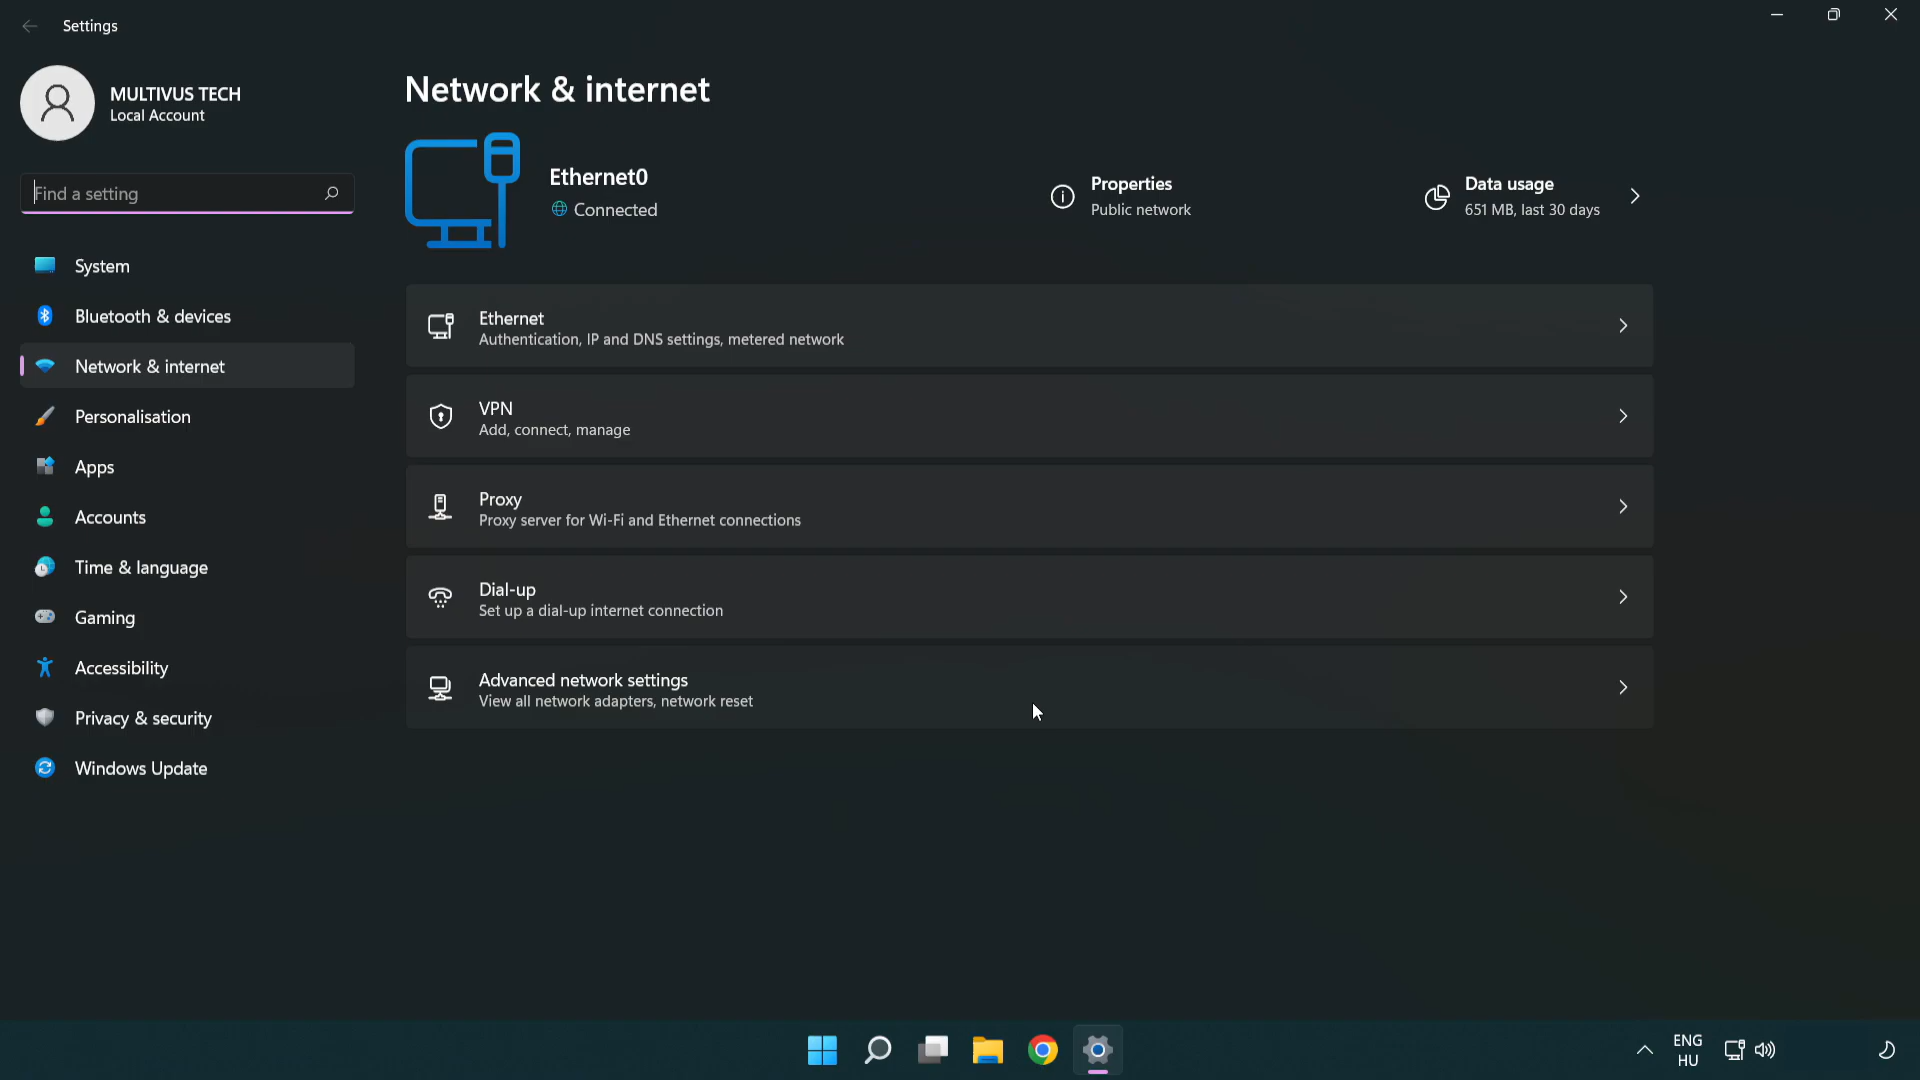 Settings
MULTIVUS TECH
Local Account
Find a setting
System
Bluetooth & devices
Network & internet
Personalisation
Apps
Accounts
Time & language
Gaming
Accessibility
Privacy & security
Windows Update
Network & internet
Ethernet0
Connected
Properties
Public network
Data usage
651 MB, last 30 days
Ethernet
Authentication, IP and DNS settings, metered network
VPN
Add, connect, manage
Proxy
Proxy server for Wi-Fi and Ethernet connections
Dial-up
Set up a dial-up internet connection
Advanced network settings
View all network adapters, network reset
ENG
HU